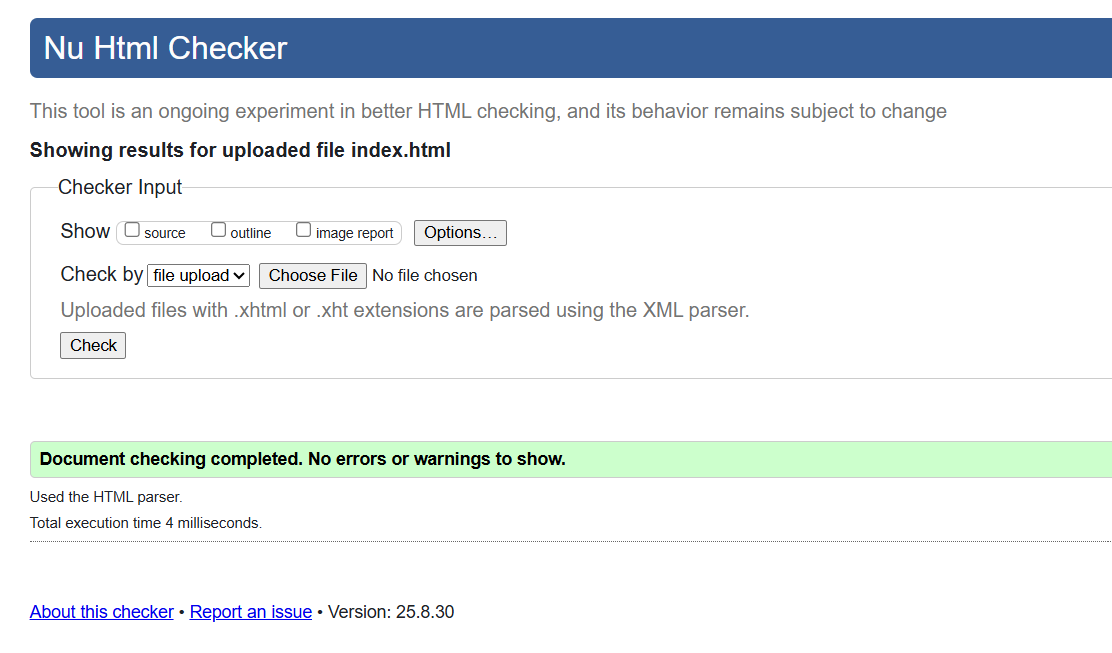 Nu Html Checker
This tool is an ongoing experiment in better HTML checking, and its behavior remains subject to change
Showing results for uploaded file index.html
Checker Input
Show source outline image report Options…
Check by file upload Choose File No file chosen
Uploaded files with .xhtml or .xht extensions are parsed using the XML parser.
Check
Document checking completed. No errors or warnings to show.
Used the HTML parser.
Total execution time 4 milliseconds.
About this checker • Report an issue • Version: 25.8.30